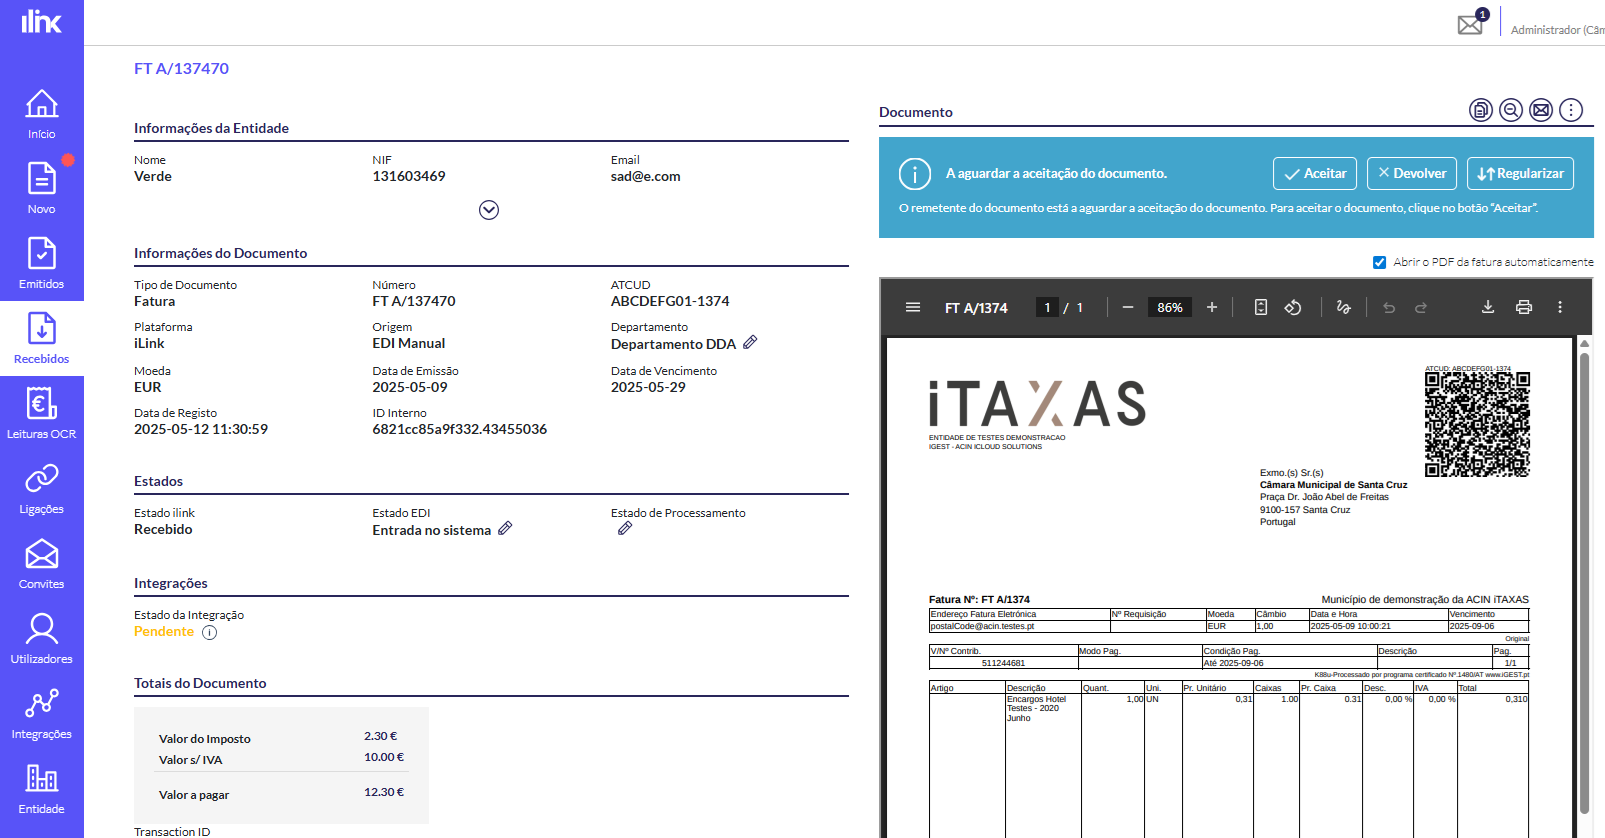 ilink
1
Administrador (Câm
Início
Novo
Emitidos
Recebidos
Leituras OCR
Ligações
Convites
Utilizadores
Integrações
Entidade
FT A/137470
Informações da Entidade
Nome NIF Email
Verde 131603469 sad@e.com
Informações do Documento
Tipo de Documento Número ATCUD
Fatura FT A/137470 ABCDEFG01-1374
Plataforma Origem Departamento
iLink EDI Manual Departamento DDA
Moeda Data de Emissão Data de Vencimento
EUR 2025-05-09 2025-05-29
Data de Registo ID Interno
2025-05-12 11:30:59 6821cc85a9f332.43455036
Estados
Estado ilink Estado EDI Estado de Processamento
Recebido Entrada no sistema
Integrações
Estado da Integração
Pendente
Totais do Documento
Valor do Imposto 2.30 €
Valor s/ IVA 10.00 €
Valor a pagar 12.30 €
Transaction ID
Documento
A aguardar a aceitação do documento. Aceitar Devolver Regularizar
O remetente do documento está a aguardar a aceitação do documento. Para aceitar o documento, clique no botão "Aceitar".
Abrir o PDF da fatura automaticamente
FT A/1374 1 / 1 86%
ATCUD: ABCDEFG01-1374
iTAXAS
ENTIDADE DE TESTES DEMONSTRACAO
IGEST - ACIN ICLOUD SOLUTIONS
Exmo.(s) Sr.(s)
Câmara Municipal de Santa Cruz
Praça Dr. João Abel de Freitas
9100-157 Santa Cruz
Portugal
Fatura Nº: FT A/1374 Município de demonstração da ACIN iTAXAS
Endereço Fatura Eletrónica Nº Requisição Moeda Câmbio Data e Hora Vencimento
postalCode@acin.testes.pt EUR 1,00 2025-05-09 10:00:21 2025-09-06
Original
V/Nº Contrib. Modo Pag. Condição Pag. Descrição Pag.
511244681 Até 2025-09-06 1/1
K88u-Processado por programa certificado Nº.1480/AT www.iGEST.pt
Artigo Descrição Quant. Uni. Pr. Unitário Caixas Pr. Caixa Desc. IVA Total
Encargos Hotel 1,00 UN 0,31 1.00 0.31 0,00 % 0,00 % 0,310
Testes - 2020
Junho